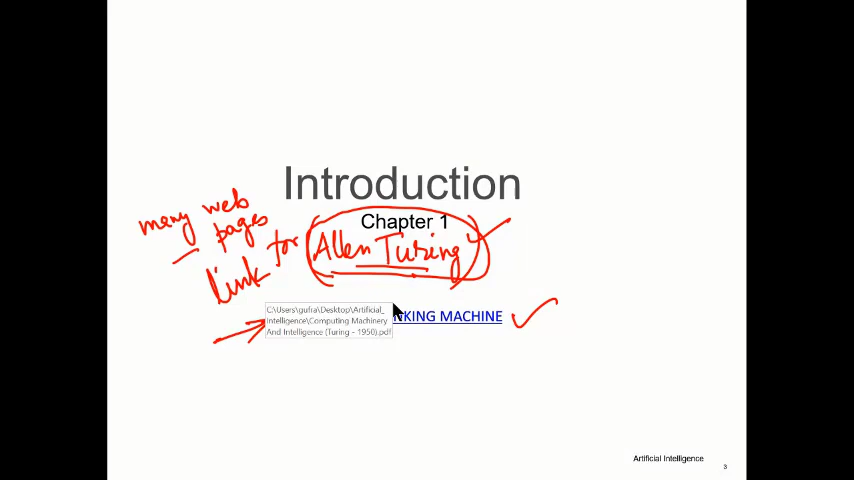 Introduction
Chapter 1
many web
pages
link for Allen Turing
C:\Users\gufra\Desktop\Artificial_
Intelligence\Computing Machinery
And Intelligence (Turing - 1950).pdf
NKING MACHINE
Artificial Intelligence
3